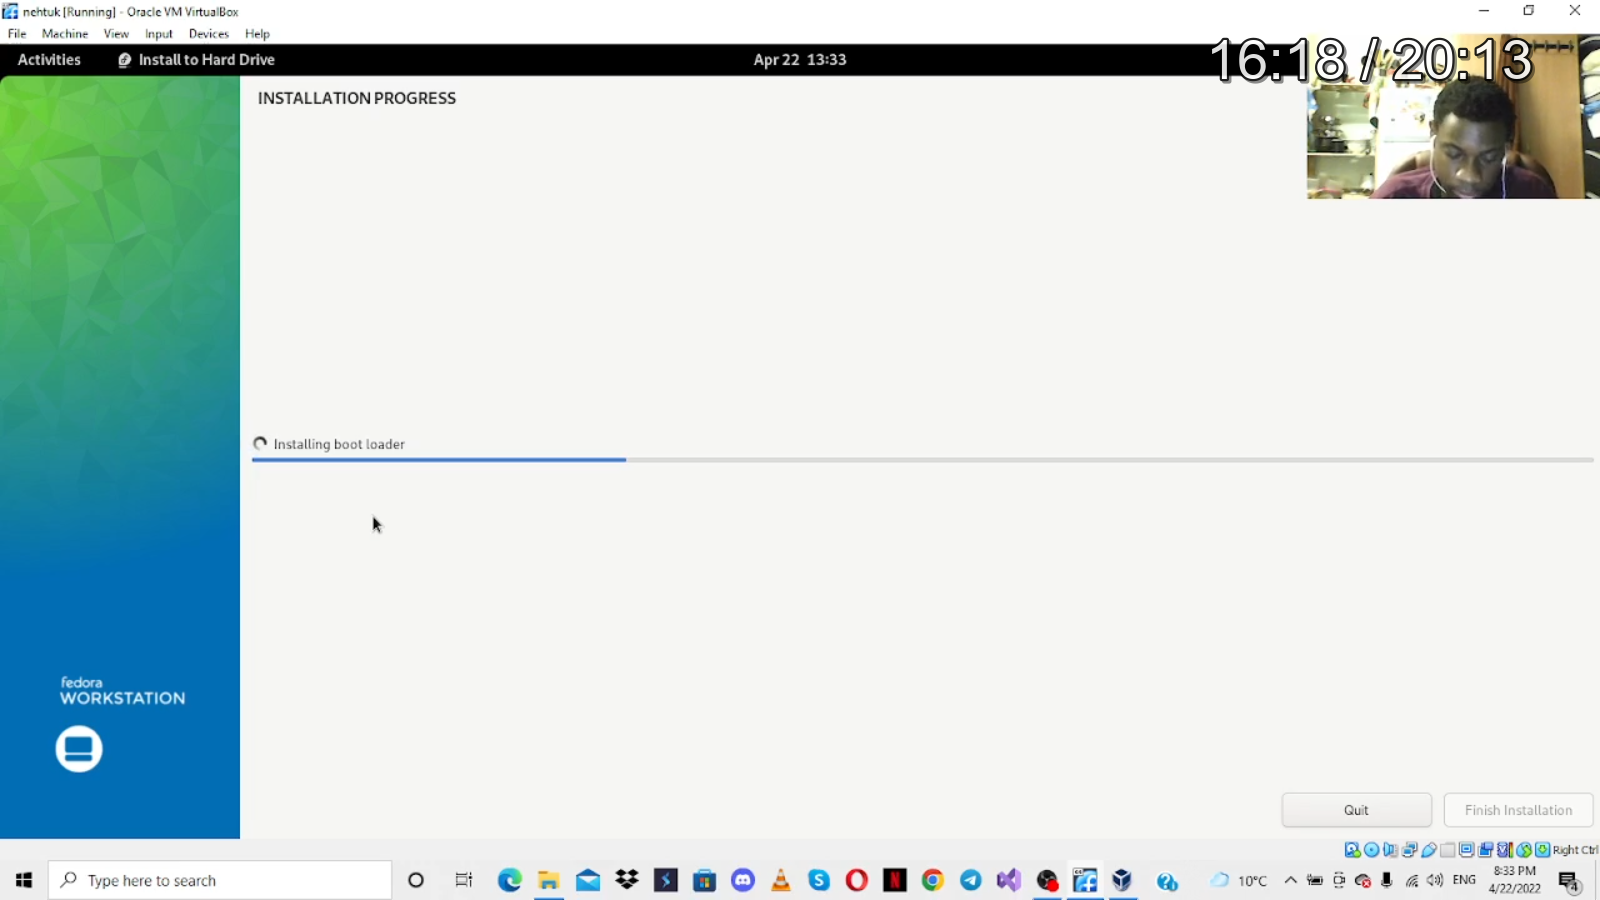 nehtuk [Running] - Oracle VM VirtualBox
File Machine View Input Devices Help
Activities Install to Hard Drive Apr 22 13:33
16:18 / 20:13
INSTALLATION PROGRESS
Installing boot loader
fedora
WORKSTATION
Quit Finish Installation
Right Ctrl
Type here to search
10°C ENG 8:33 PM
4/22/2022
4